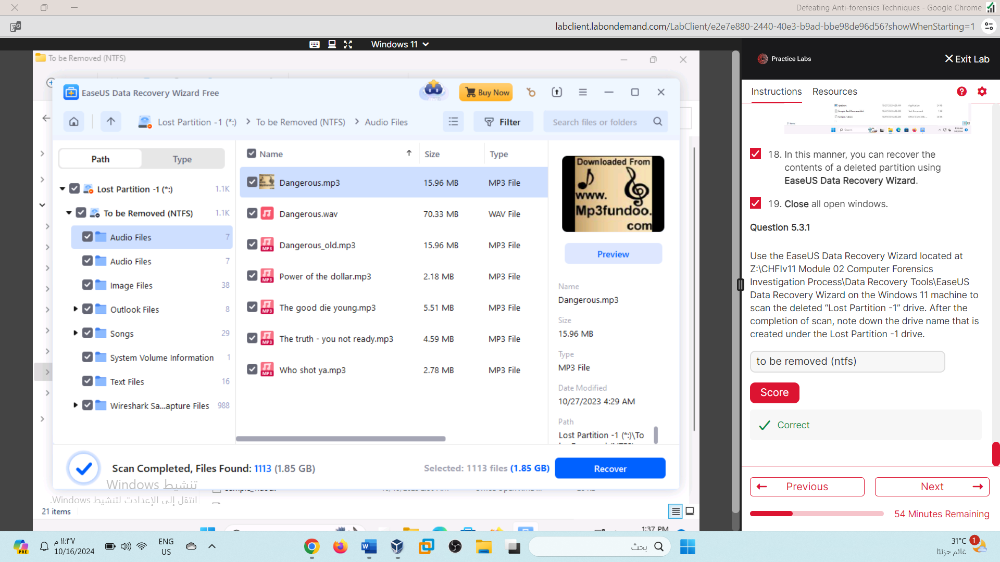 Defeating Anti-forensics Techniques - Google Chrome
labclient.labondemand.com/LabClient/e2e7e880-2440-40e3-b9ad-bbe98de96d56?showWhenStarting=1
Windows 11
To be Removed (NTFS)
EaseUS Data Recovery Wizard Free
Buy Now
Lost Partition -1 (*:) > To be Removed (NTFS) > Audio Files
Filter
Search files or folders
Path
Type
Lost Partition -1 (*:) 1.1K
To be Removed (NTFS) 1.1K
Audio Files 7
Audio Files 7
Image Files 38
Outlook Files 8
Songs 29
System Volume Information 1
Text Files 16
Wireshark Sa...apture Files 988
Name Size Type
Dangerous.mp3 15.96 MB MP3 File
Dangerous.wav 70.33 MB WAV File
Dangerous_old.mp3 15.96 MB MP3 File
Power of the dollar.mp3 2.18 MB MP3 File
The good die young.mp3 5.51 MB MP3 File
The truth - you not ready.mp3 4.59 MB MP3 File
Who shot ya.mp3 2.78 MB MP3 File
Downloaded From
www.
Mp3fundoo.
com
Preview
Name
Dangerous.mp3
Size
15.96 MB
Type
MP3 File
Date Modified
10/27/2023 4:29 AM
Path
Lost Partition -1 (*:)\To
Scan Completed, Files Found: 1113 (1.85 GB)
Selected: 1113 files (1.85 GB)
Recover
تنشيط Windows
انتقل إلى الإعدادت لتنشيط Windows.
21 items
1:37 PM
Practice Labs
Exit Lab
Instructions
Resources
18. In this manner, you can recover the
contents of a deleted partition using
EaseUS Data Recovery Wizard.
19. Close all open windows.
Question 5.3.1
Use the EaseUS Data Recovery Wizard located at
Z:\CHFIv11 Module 02 Computer Forensics
Investigation Process\Data Recovery Tools\EaseUS
Data Recovery Wizard on the Windows 11 machine to
scan the deleted “Lost Partition -1” drive. After the
completion of scan, note down the drive name that is
created under the Lost Partition -1 drive.
to be removed (ntfs)
Score
Correct
Previous
Next
54 Minutes Remaining
PRE
١١:٣٧ م
10/16/2024
ENG
US
بحث
31°C
غائم جزئيًا
1